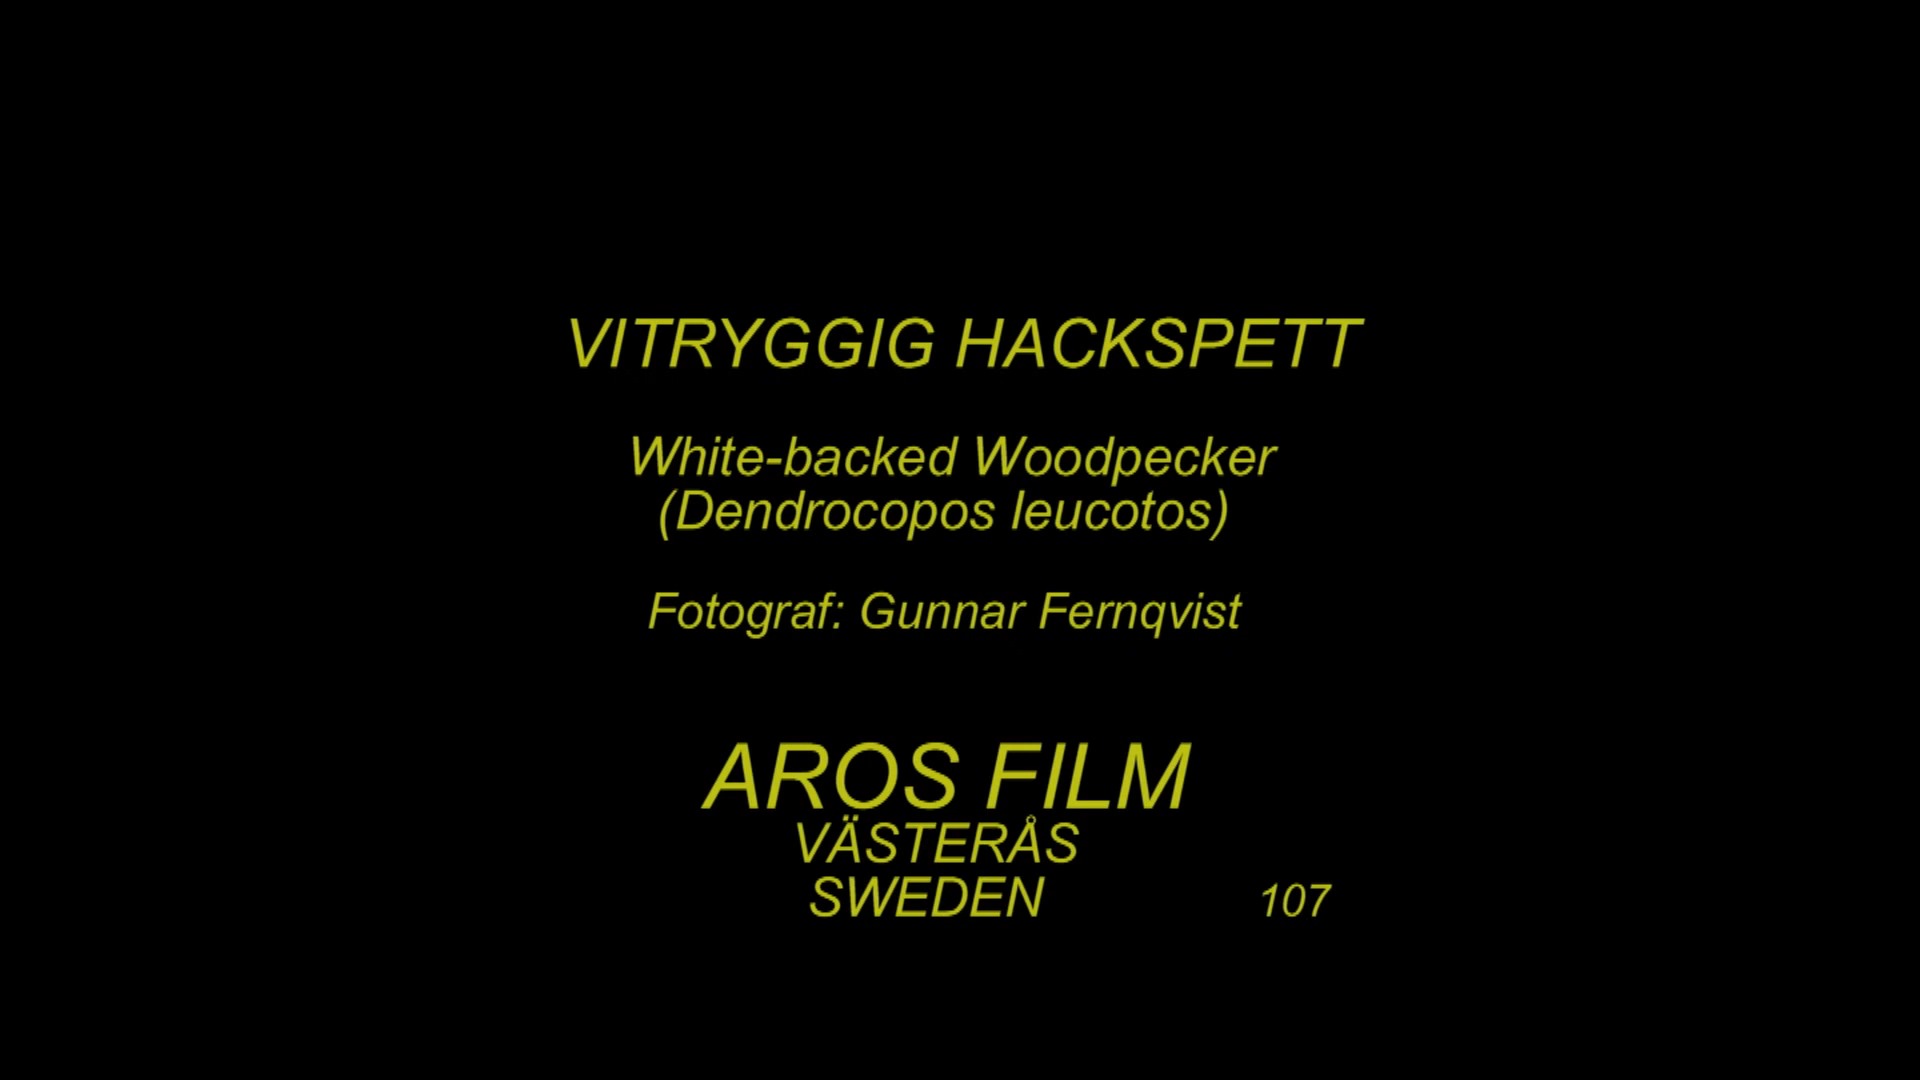 VITRYGGIG HACKSPETT
White-backed Woodpecker
(Dendrocopos leucotos)
Fotograf: Gunnar Fernqvist
AROS FILM
VÄSTERÅS
SWEDEN
107